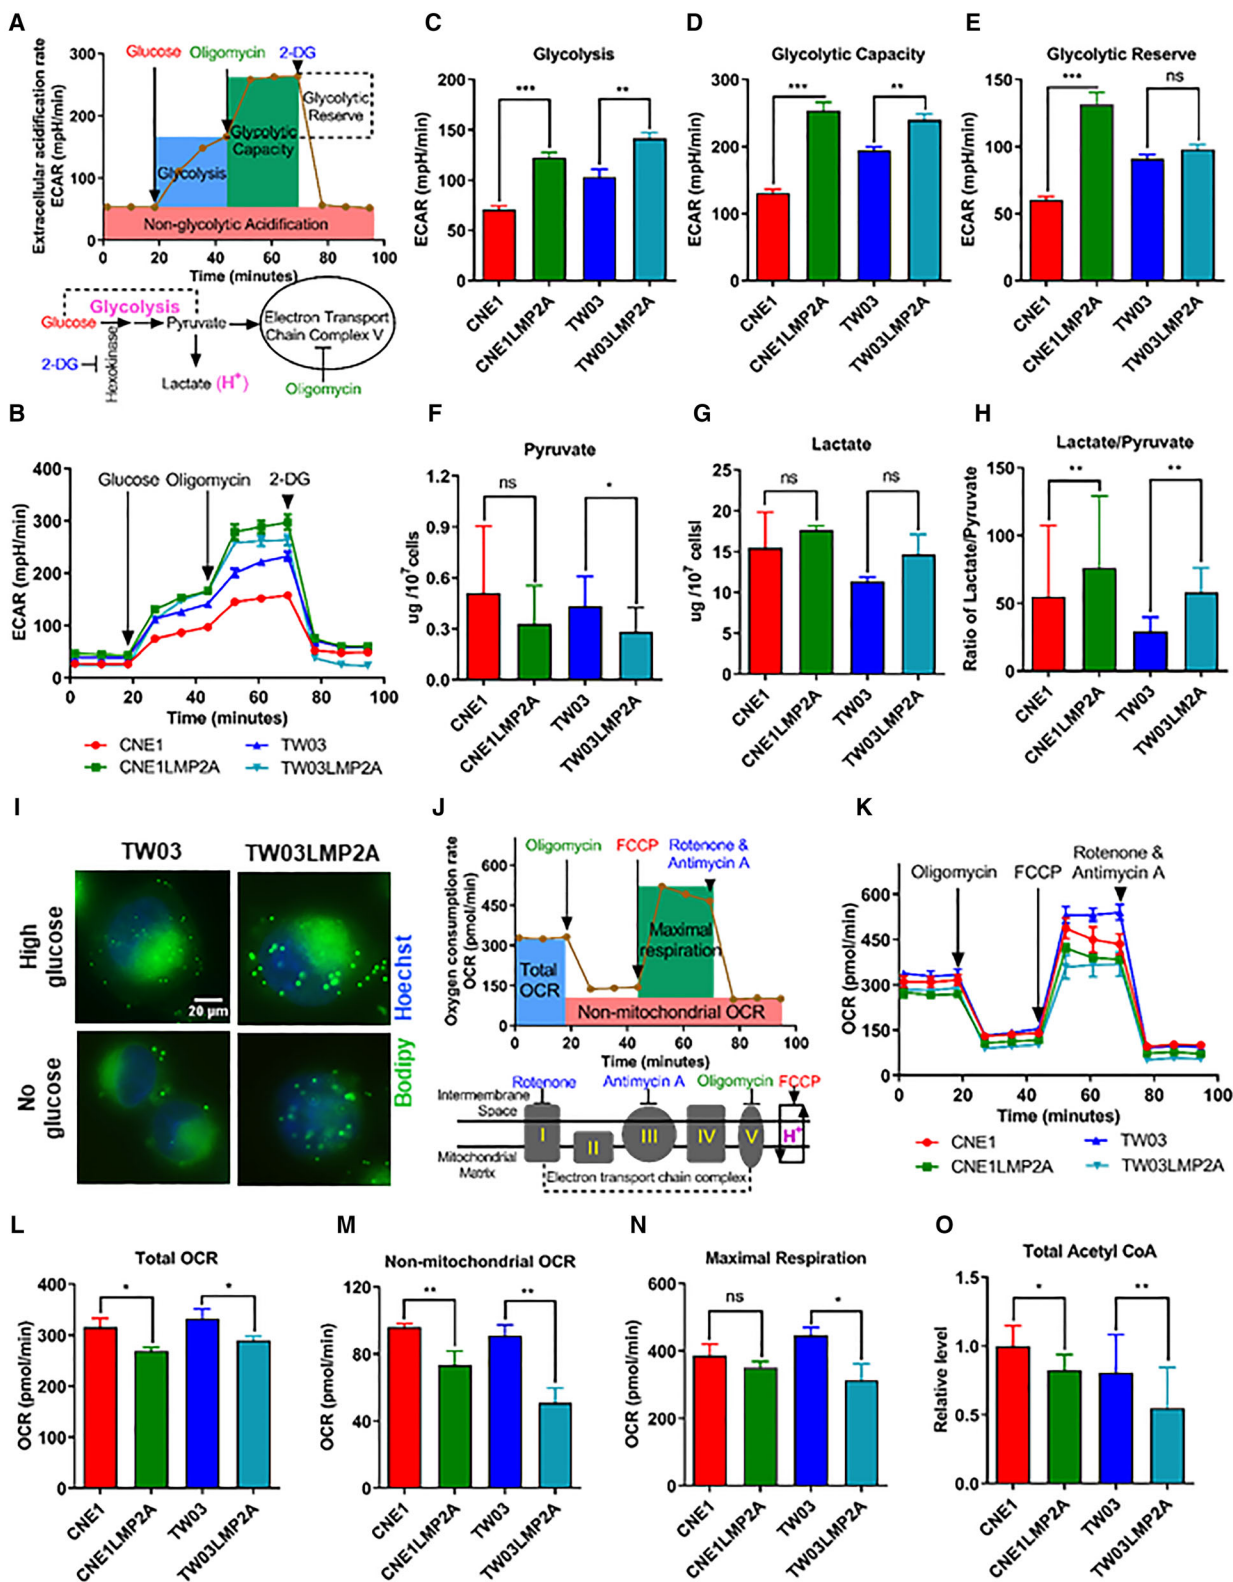 A
Extracellular acidification rate
ECAR (mpH/min)
300
200
100
0
Glucose Oligomycin 2-DG
Glycolytic
Reserve
Glycolytic
Capacity
Glycolysis
Non-glycolytic Acidification
0 20 40 60 80 100
Time (minutes)
Glycolysis
Glucose
Pyruvate
Electron Transport
Chain Complex V
2-DG
Hexokinase
Lactate (H+)
Oligomycin
B
ECAR (mpH/min)
400
300
200
100
0
Glucose Oligomycin 2-DG
0 20 40 60 80 100
Time (minutes)
CNE1
TW03
CNE1LMP2A
TW03LMP2A
C
Glycolysis
ECAR (mpH/min)
200
150
100
50
0
***
**
CNE1
CNE1LMP2A
TW03
TW03LMP2A
D
Glycolytic Capacity
ECAR (mpH/min)
300
200
100
0
***
**
CNE1
CNE1LMP2A
TW03
TW03LMP2A
E
Glycolytic Reserve
ECAR (mpH/min)
150
100
50
0
***
ns
CNE1
CNE1LMP2A
TW03
TW03LMP2A
F
Pyruvate
ug /10⁷cells
1.2
0.9
0.6
0.3
0.0
ns
*
CNE1
CNE1LMP2A
TW03
TW03LMP2A
G
Lactate
ug /10⁷ cellsl
25
20
15
10
5
0
ns
ns
CNE1
CNE1LMP2A
TW03
TW03LMP2A
H
Lactate/Pyruvate
Ratio of Lactate/Pyruvate
150
100
50
0
**
**
CNE1
CNE1LMP2A
TW03
TW03LM2A
I
TW03
TW03LMP2A
High
glucose
No
glucose
20 µm
Hoechst
Bodipy
J
Oxygen consumption rate
OCR (pmol/min)
600
450
300
150
0
Oligomycin
FCCP
Rotenone &
Antimycin A
Total
OCR
Maximal
respiration
Non-mitochondrial OCR
0 20 40 60 80 100
Time (minutes)
Rotenone
Antimycin A
Oligomycin
FCCP
Intermembrane
Space
I
II
III
IV
V
H+
Mitochondrial
Matrix
Electron transport chain complex
K
OCR (pmol/min)
600
450
300
150
0
Oligomycin
FCCP
Rotenone &
Antimycin A
0 20 40 60 80 100
Time (minutes)
CNE1
TW03
CNE1LMP2A
TW03LMP2A
L
Total OCR
OCR (pmol/min)
400
300
200
100
0
*
*
CNE1
CNE1LMP2A
TW03
TW03LMP2A
M
Non-mitochondrial OCR
OCR (pmol/min)
120
80
40
0
**
**
CNE1
CNE1LMP2A
TW03
TW03LMP2A
N
Maximal Respiration
OCR (pmol/min)
600
400
200
0
ns
*
CNE1
CNE1LMP2A
TW03
TW03LMP2A
O
Total Acetyl CoA
Relative level
1.5
1.0
0.5
0.0
*
**
CNE1
CNE1LMP2A
TW03
TW03LMP2A